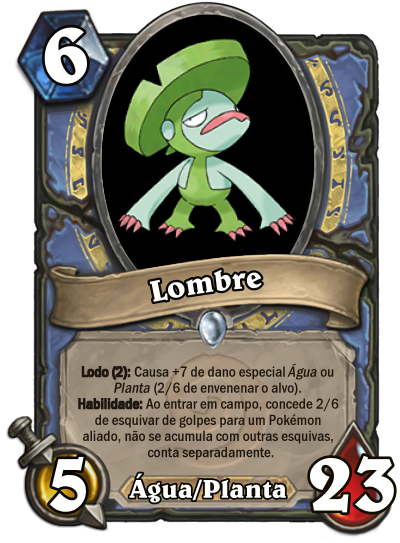 6
Lombre
Lodo (2): Causa +7 de dano especial Água ou
Planta (2/6 de envenenar o alvo).
Habilidade: Ao entrar em campo, concede 2/6
de esquivar de golpes para um Pokémon
aliado, não se acumula com outras esquivas,
conta separadamente.
5
Água/Planta
23